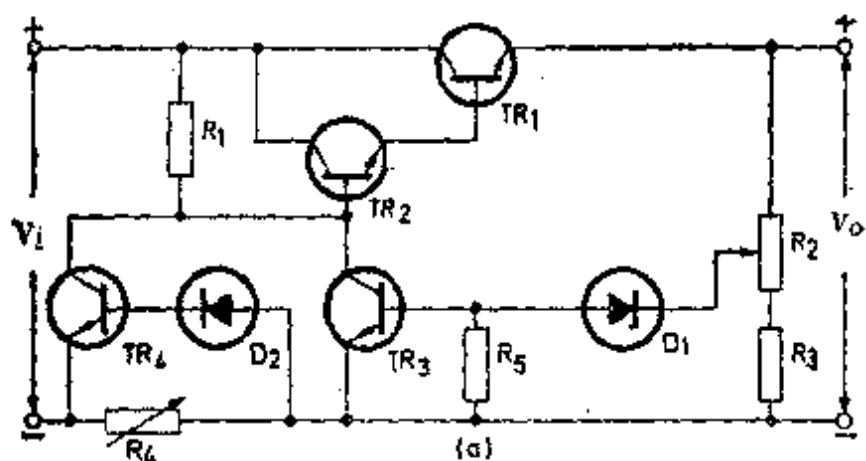 +
+
R₁
TR₁
TR₂
Vi
Vo
R₂
TR₄
D₂
TR₃
R₅
D₁
R₃
−
R₄
(a)
−